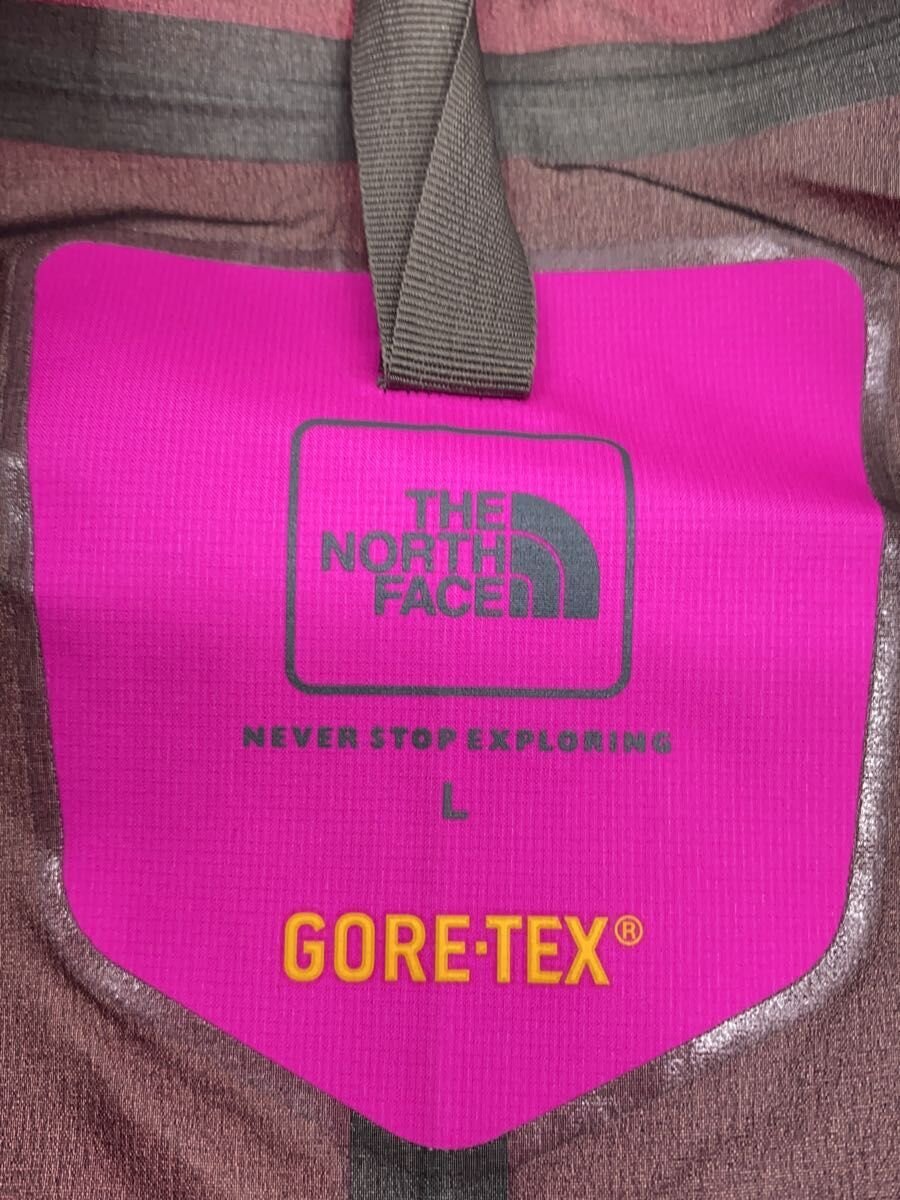 THE
NORTH
FACE
NEVER STOP EXPLORING
L
GORE-TEX®